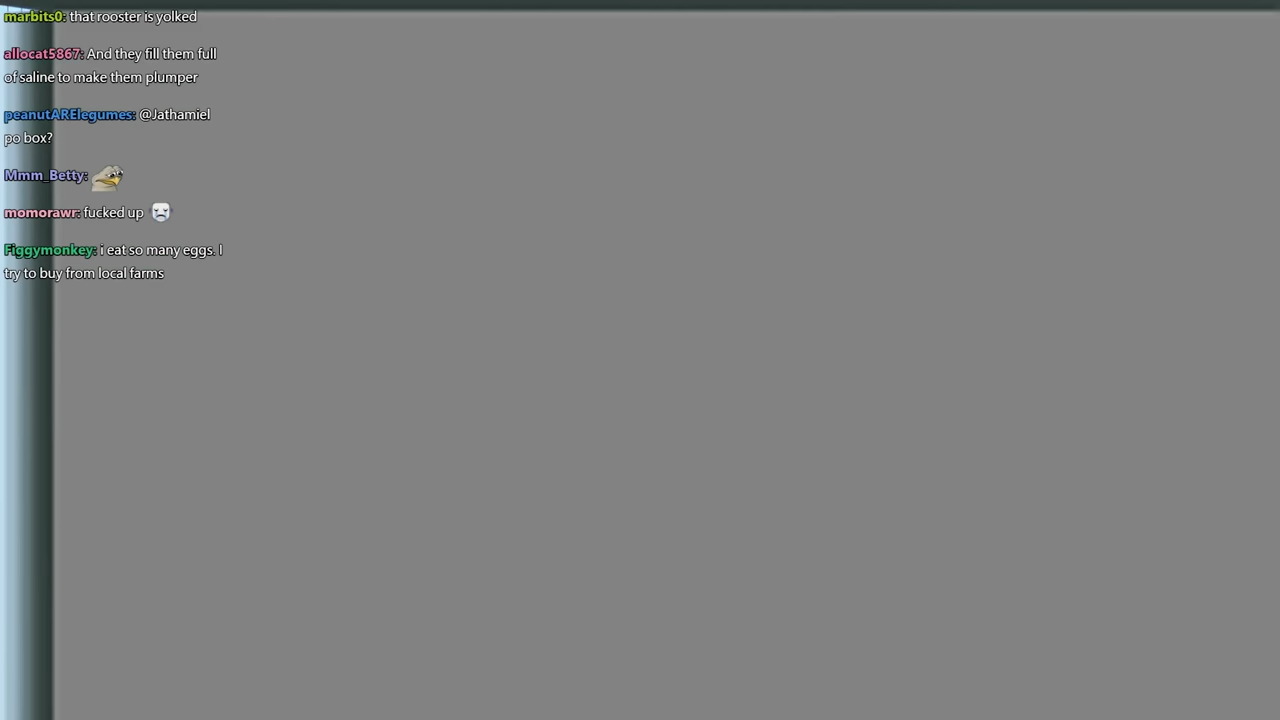 marbits0: that rooster is yolked
allocat5867: And they fill them full
of saline to make them plumper
peanutARElegumes: @Jathamiel
po box?
Mmm_Betty:
momorawr: fucked up
Figgymonkey: i eat so many eggs. I
try to buy from local farms